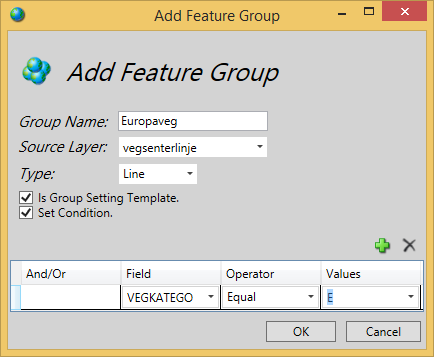 Add Feature Group
Add Feature Group
Group Name: Europaveg
Source Layer: vegsenterlinje
Type: Line
Is Group Setting Template.
Set Condition.
And/Or Field Operator Values
VEGKATEGO Equal E
OK Cancel